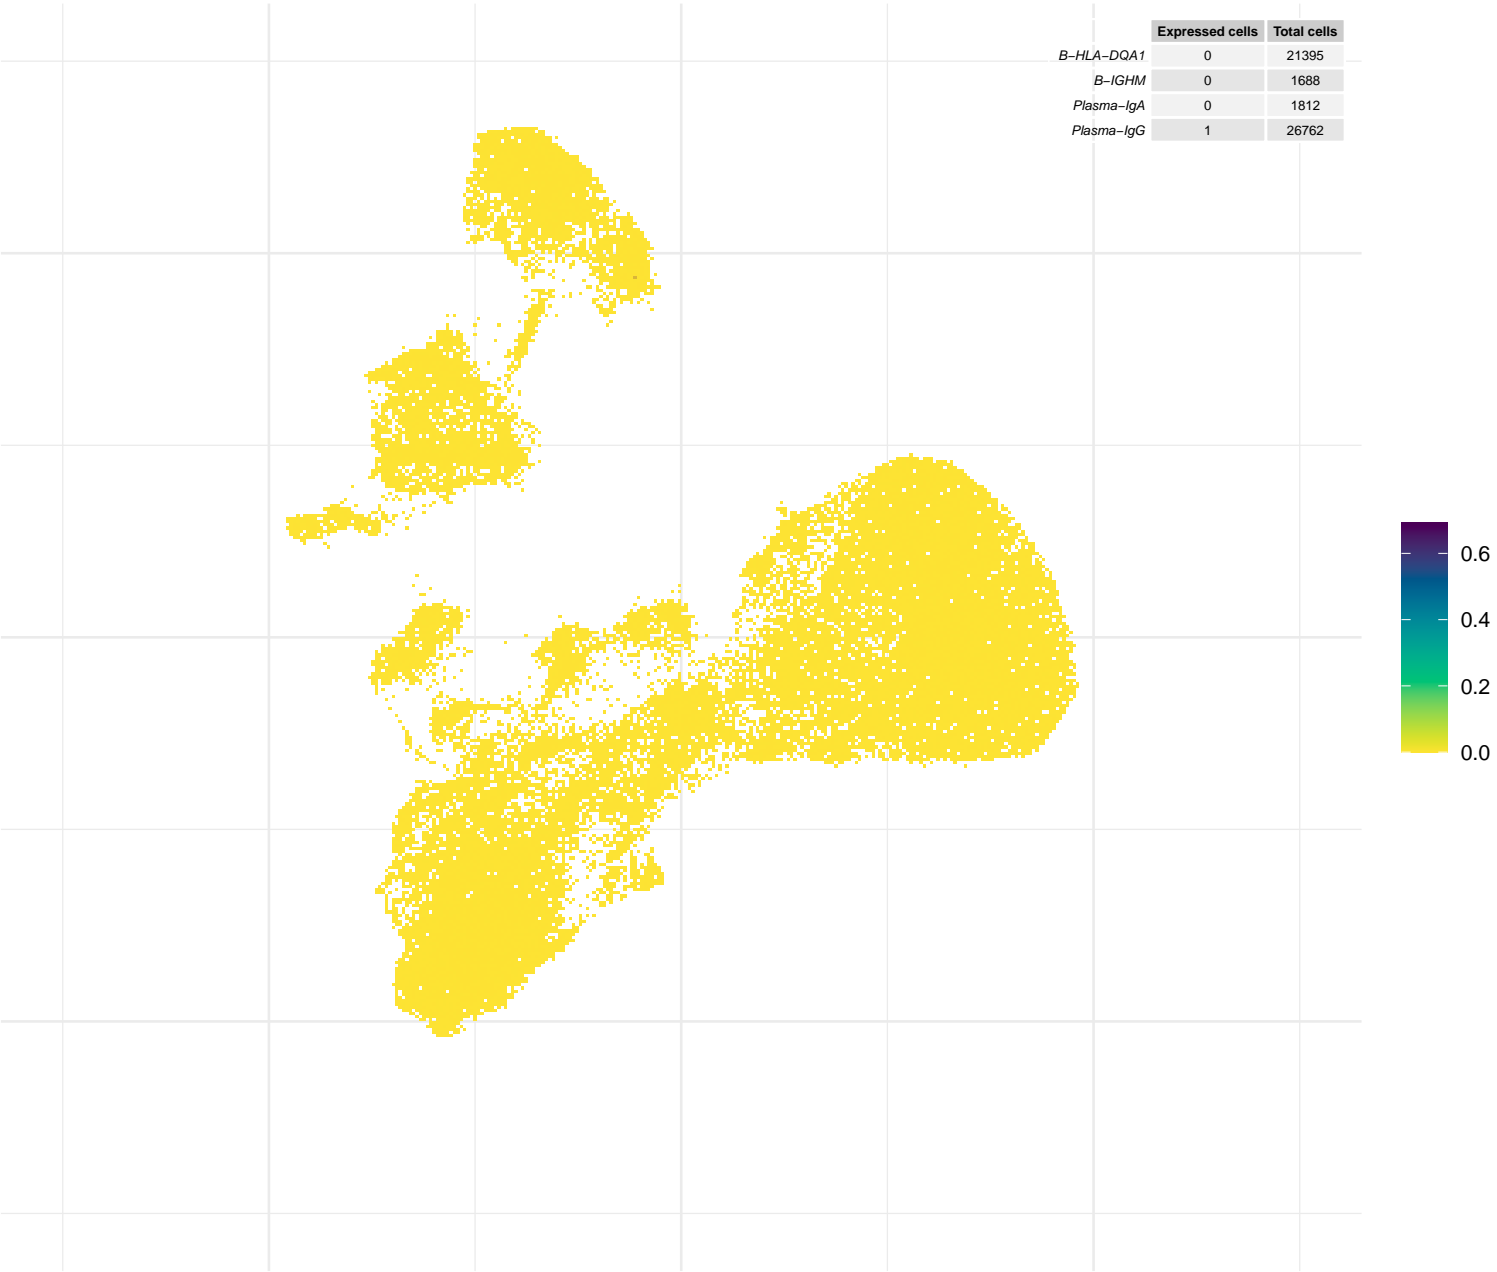 Expressed cells Total cells
B−HLA−DQA1 0 21395
B−IGHM 0 1688
Plasma−IgA 0 1812
Plasma−IgG 1 26762
0.6
0.4
0.2
0.0